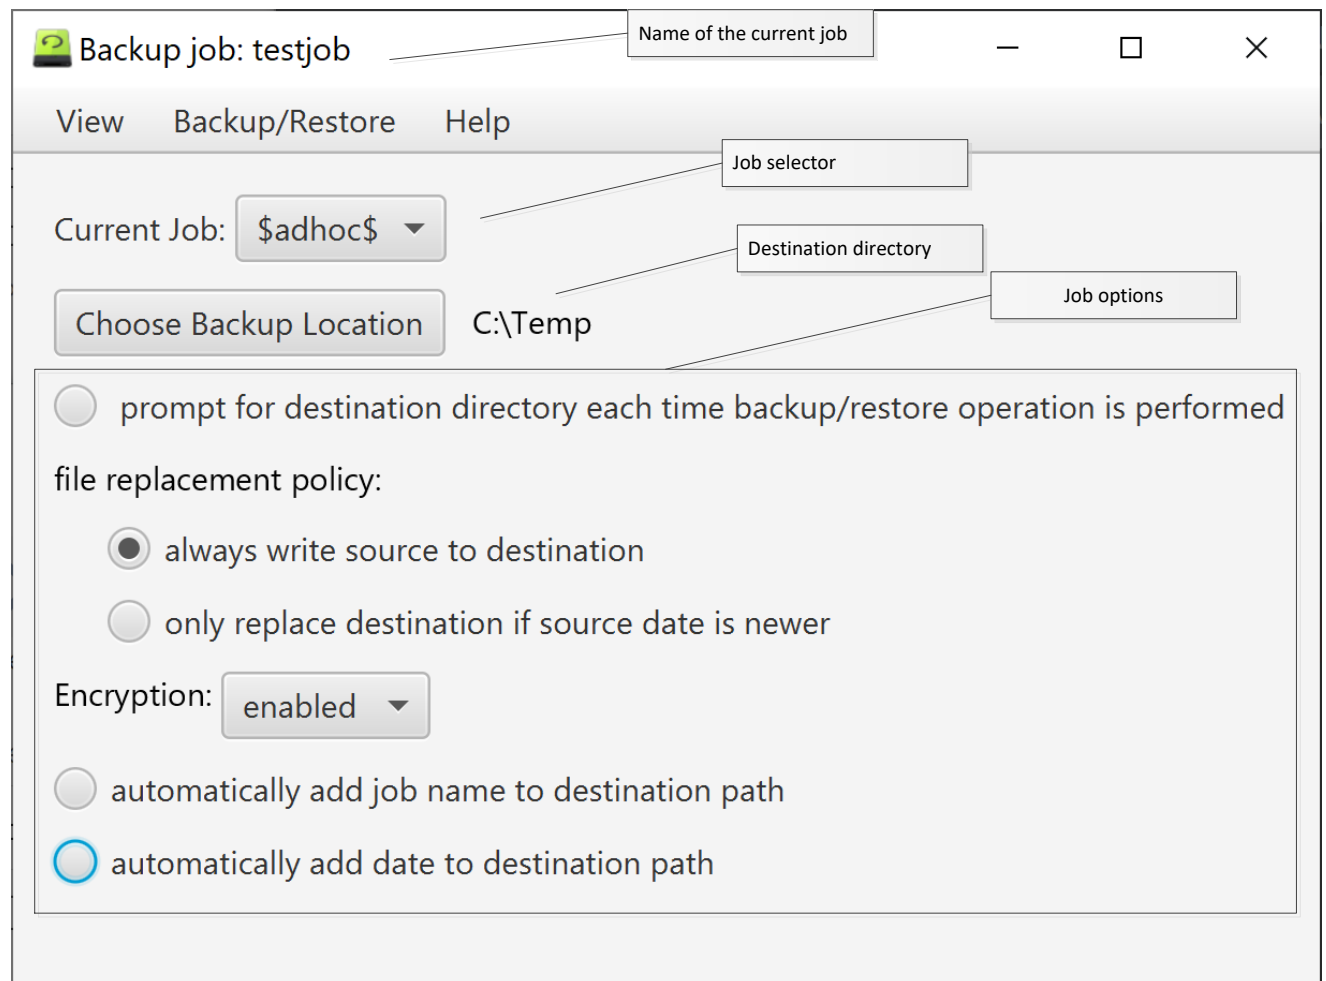 Backup job: testjob
Name of the current job
View Backup/Restore Help
Job selector
Current Job: $adhoc$
Destination directory
Job options
Choose Backup Location C:\Temp
prompt for destination directory each time backup/restore operation is performed
file replacement policy:
always write source to destination
only replace destination if source date is newer
Encryption: enabled
automatically add job name to destination path
automatically add date to destination path